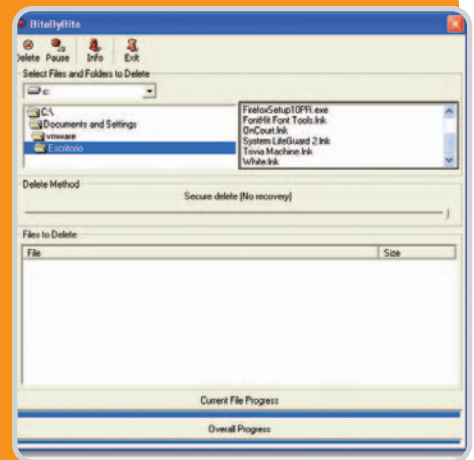 BiteByBite
Delete Pause Info Exit
Select Files and Folders to Delete
c:
C:\
Documents and Settings
vmware
Escritorio
FirefoxSetup10PR.exe
FontHit Font Tools.lnk
OnCourt.lnk
System LifeGuard 2.lnk
Trivia Machine.lnk
White.lnk
Delete Method
Secure delete (No recovery)
Files to Delete
File Size
Current File Progress
Overall Progress